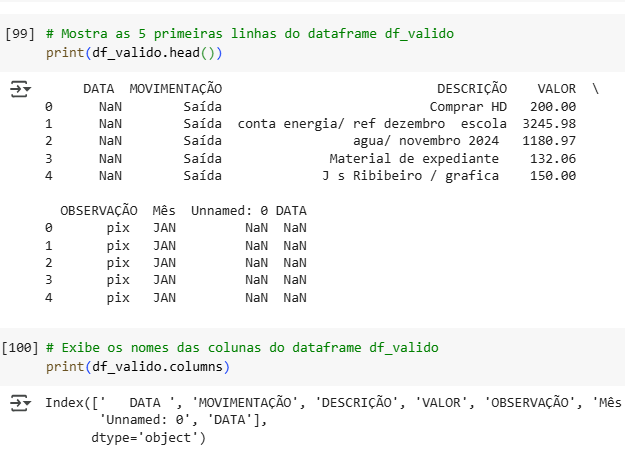 [99] # Mostra as 5 primeiras linhas do dataframe df_valido
print(df_valido.head())
   DATA  MOVIMENTAÇÃO                            DESCRIÇÃO    VALOR  \
0      NaN        Saída                           Comprar HD   200.00
1      NaN        Saída  conta energia/ ref dezembro  escola  3245.98
2      NaN        Saída                 agua/ novembro 2024  1180.97
3      NaN        Saída              Material de expediante   132.06
4      NaN        Saída             J s Ribibeiro / grafica   150.00
  OBSERVAÇÃO  Mês  Unnamed: 0 DATA
0        pix  JAN         NaN  NaN
1        pix  JAN         NaN  NaN
2        pix  JAN         NaN  NaN
3        pix  JAN         NaN  NaN
4        pix  JAN         NaN  NaN
[100] # Exibe os nomes das colunas do dataframe df_valido
print(df_valido.columns)
Index(['   DATA ', 'MOVIMENTAÇÃO', 'DESCRIÇÃO', 'VALOR', 'OBSERVAÇÃO', 'Mês
'Unnamed: 0', 'DATA'],
dtype='object')